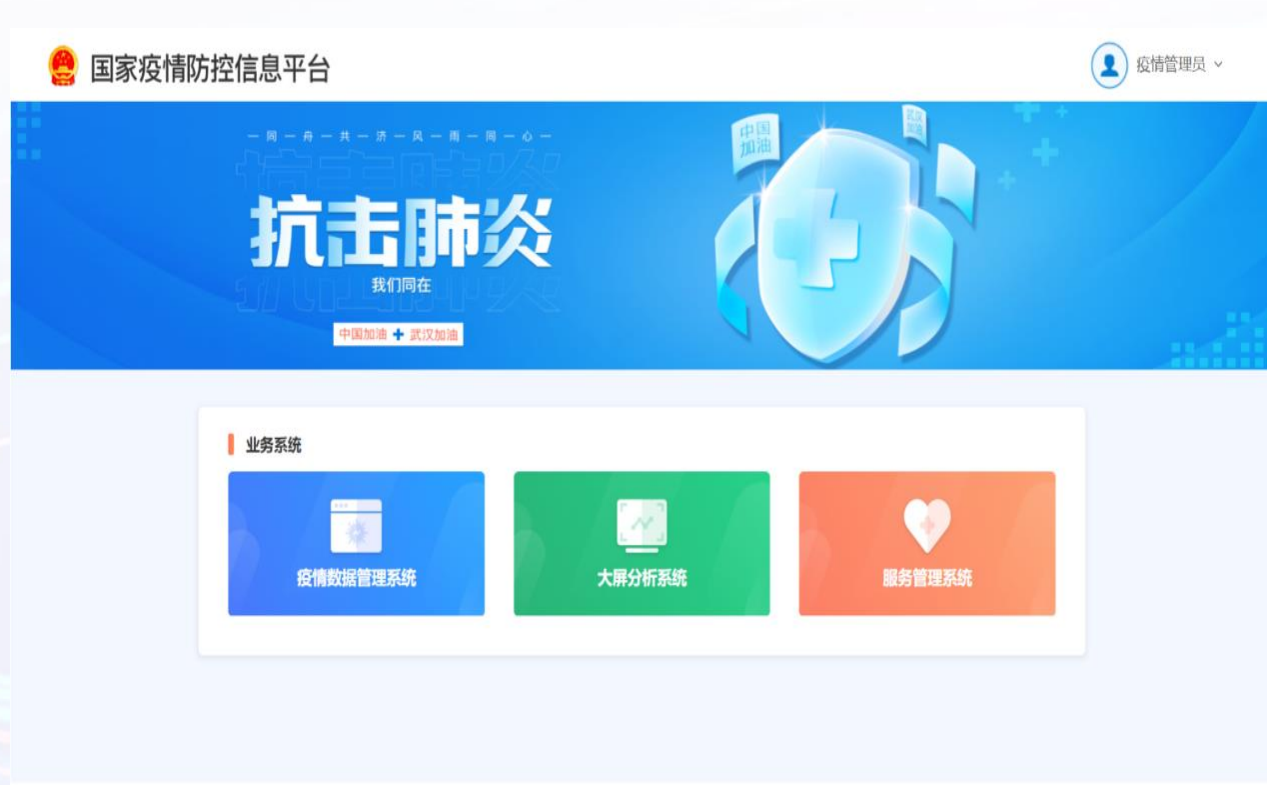 国家疫情防控信息平台
疫情管理员
一同一舟一共一济一风一雨一同一心一
抗击肺炎
我们同在
中国加油 武汉加油
中国
加油
武汉
加油
业务系统
疫情数据管理系统
大屏分析系统
服务管理系统